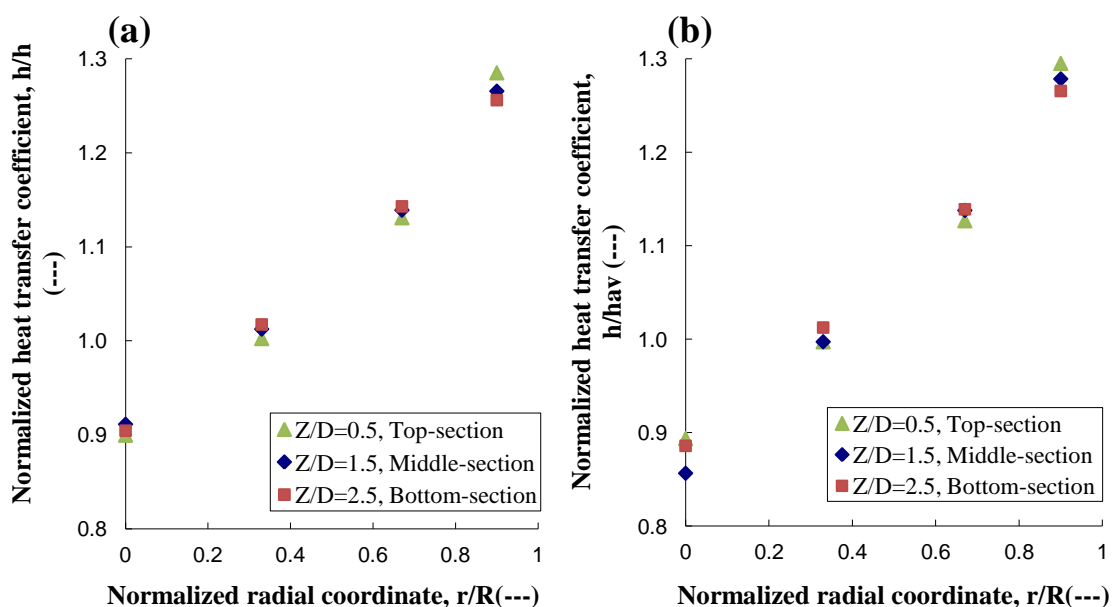 (a)
Normalized heat transfer coefficient, h/h
(---)
1.3
1.2
1.1
1.0
0.9
0.8
0
0.2
0.4
0.6
0.8
1
Z/D=0.5, Top-section
Z/D=1.5, Middle-section
Z/D=2.5, Bottom-section
Normalized radial coordinate, r/R(---)
(b)
Normalized heat transfer coefficient,
h/hav (---)
1.3
1.2
1.1
1.0
0.9
0.8
0
0.2
0.4
0.6
0.8
1
Z/D=0.5, Top-section
Z/D=1.5, Middle-section
Z/D=2.5, Bottom-section
Normalized radial coordinate, r/R(---)